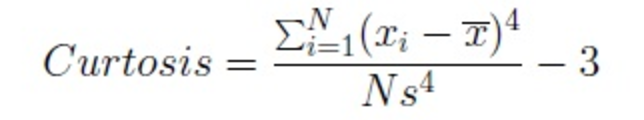 $Curtosis = \frac{\sum_{i=1}^{N}(x_i - \overline{x})^4}{Ns^4} - 3$